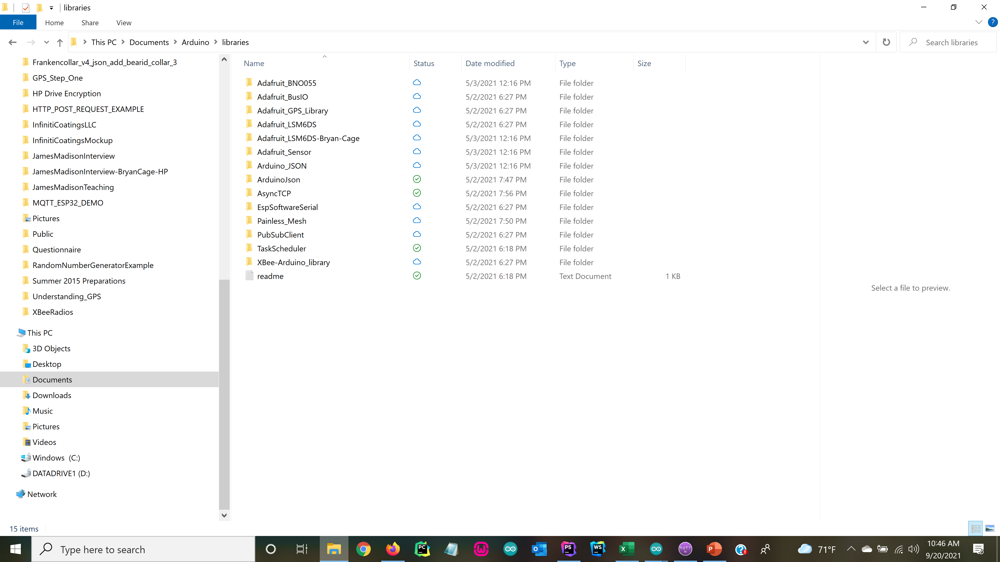 libraries
File Home Share View
This PC Documents Arduino libraries Search libraries
Frankencollar_v4_json_add_bearid_collar_3
GPS_Step_One
HP Drive Encryption
HTTP_POST_REQUEST_EXAMPLE
InfinitiCoatingsLLC
InfinitiCoatingsMockup
JamesMadisonInterview
JamesMadisonInterview-BryanCage-HP
JamesMadisonTeaching
MQTT_ESP32_DEMO
Pictures
Public
Questionnaire
RandomNumberGeneratorExample
Summer 2015 Preparations
Understanding_GPS
XBeeRadios
This PC
3D Objects
Desktop
Documents
Downloads
Music
Pictures
Videos
Windows (C:)
DATADRIVE1 (D:)
Network
Name Status Date modified Type Size
Adafruit_BNO055 5/3/2021 12:16 PM File folder
Adafruit_BusIO 5/2/2021 6:27 PM File folder
Adafruit_GPS_Library 5/2/2021 6:27 PM File folder
Adafruit_LSM6DS 5/2/2021 6:27 PM File folder
Adafruit_LSM6DS-Bryan-Cage 5/3/2021 12:16 PM File folder
Adafruit_Sensor 5/3/2021 12:16 PM File folder
Arduino_JSON 5/3/2021 12:16 PM File folder
ArduinoJson 5/2/2021 7:47 PM File folder
AsyncTCP 5/2/2021 7:56 PM File folder
EspSoftwareSerial 5/2/2021 6:27 PM File folder
Painless_Mesh 5/2/2021 7:50 PM File folder
PubSubClient 5/2/2021 6:27 PM File folder
TaskScheduler 5/2/2021 6:18 PM File folder
XBee-Arduino_library 5/2/2021 6:27 PM File folder
readme 5/2/2021 6:18 PM Text Document 1 KB
Select a file to preview.
15 items
Type here to search PC O PS WS X MQTT fx P ? 71°F 10:46 AM
9/20/2021